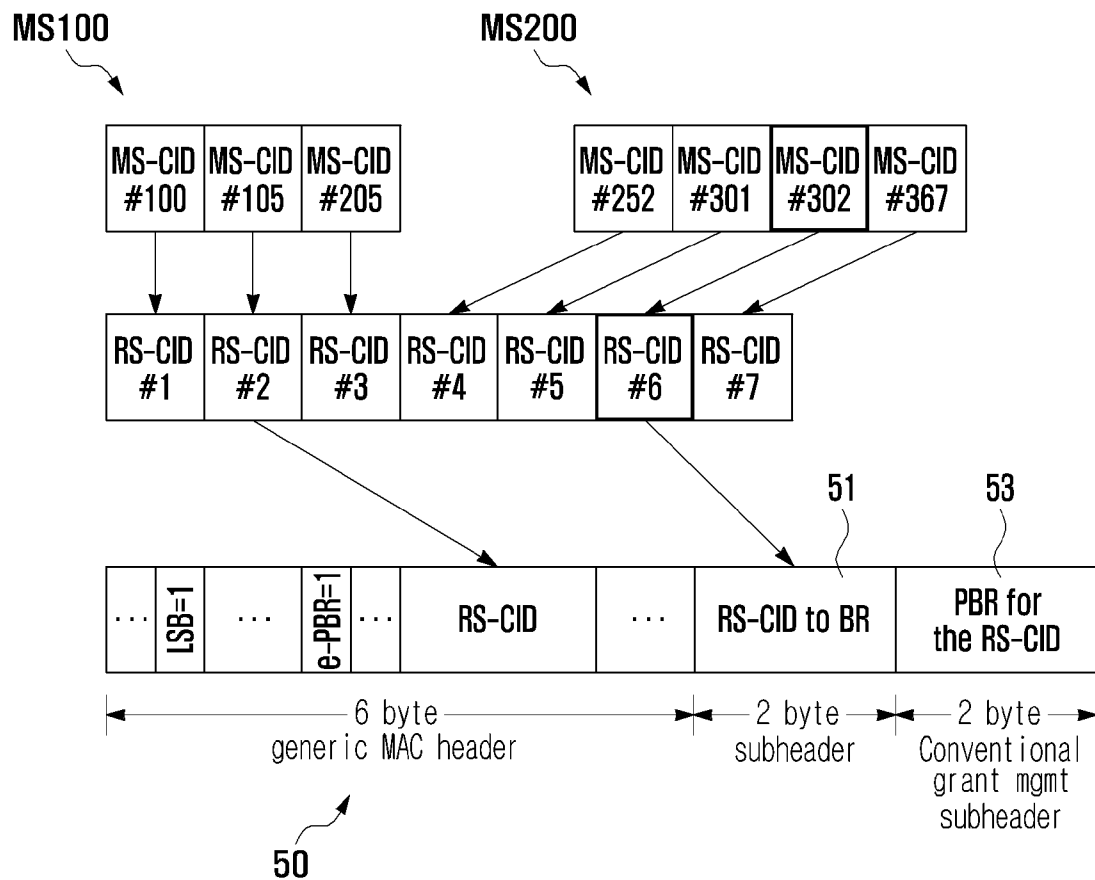 MS100
MS200
MS-CID #100
MS-CID #105
MS-CID #205
MS-CID #252
MS-CID #301
MS-CID #302
MS-CID #367
RS-CID #1
RS-CID #2
RS-CID #3
RS-CID #4
RS-CID #5
RS-CID #6
RS-CID #7
51
53
...
LSB=1
...
e-PBR=1
...
RS-CID
...
RS-CID to BR
PBR for
the RS-CID
6 byte
generic MAC header
2 byte
subheader
2 byte
Conventional
grant mgmt
subheader
50